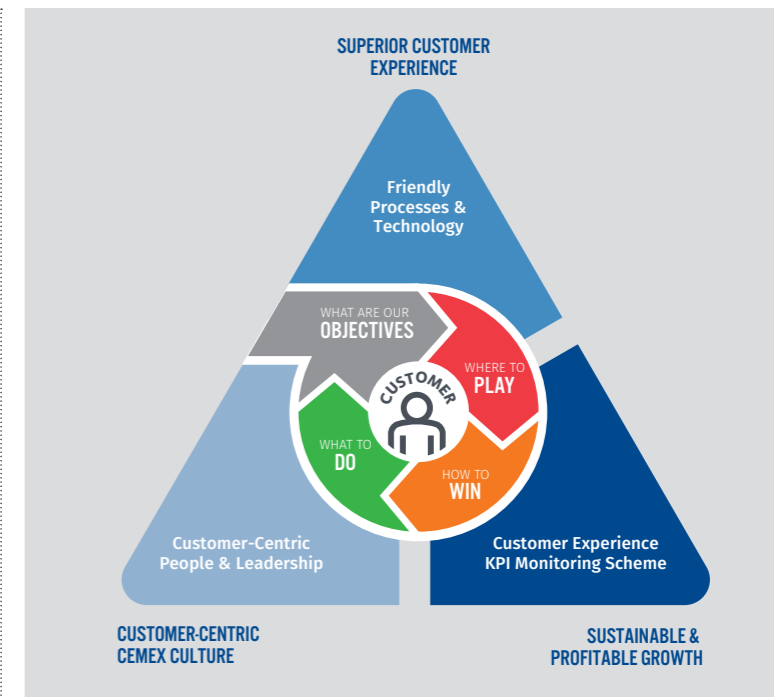 SUPERIOR CUSTOMER
EXPERIENCE
Friendly
Processes &
Technology
WHAT ARE OUR
OBJECTIVES
WHERE TO
PLAY
CUSTOMER
WHAT TO
DO
HOW TO
WIN
Customer-Centric
People & Leadership
Customer Experience
KPI Monitoring Scheme
CUSTOMER-CENTRIC
CEMEX CULTURE
SUSTAINABLE &
PROFITABLE GROWTH